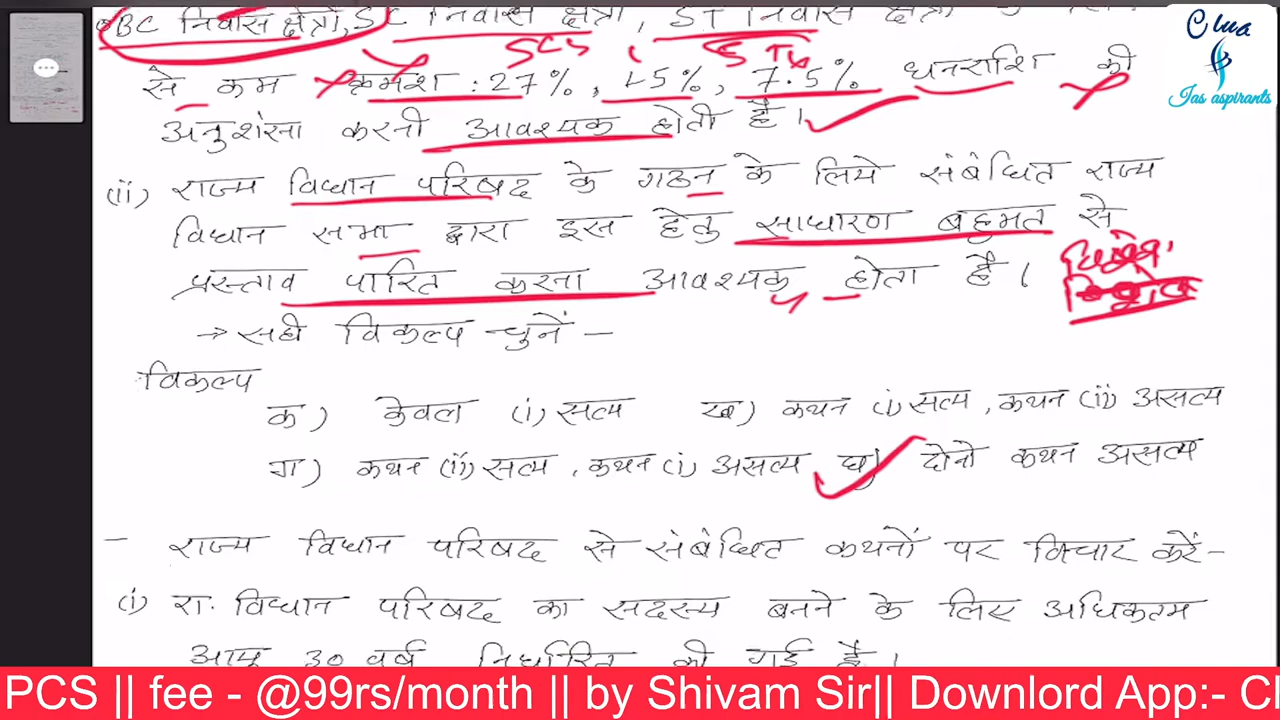 OBC निवास क्षेत्रों, SC निवास क्षेत्रों, ST निवास क्षेत्रों
SCs STs
से कम क्रमश: 27%, 15%, 7.5% धनराशि की
अनुशंसा करनी आवश्यक होती है।
(ii) राज्य विधान परिषद के गठन के लिये संबंधित राज्य
विधान सभा द्वारा इस हेतु साधारण बहुमत से
प्रस्ताव पारित करना आवश्यक होता है।
विशेष
→ सही विकल्प चुनें –
विकल्प
क) केवल (i) सत्य ख) कथन (i) सत्य, कथन (ii) असत्य
ग) कथन (ii) सत्य, कथन (i) असत्य घ) दोनो कथन असत्य
– राज्य विधान परिषद से संबंधित कथनों पर विचार करें–
(i) रा. विधान परिषद का सदस्य बनने के लिए अधिकतम
आयु 30 वर्ष निर्धारित की गई है।
Clua
Ias aspirants
PCS || fee - @99rs/month || by Shivam Sir|| Downlord App:- Cl